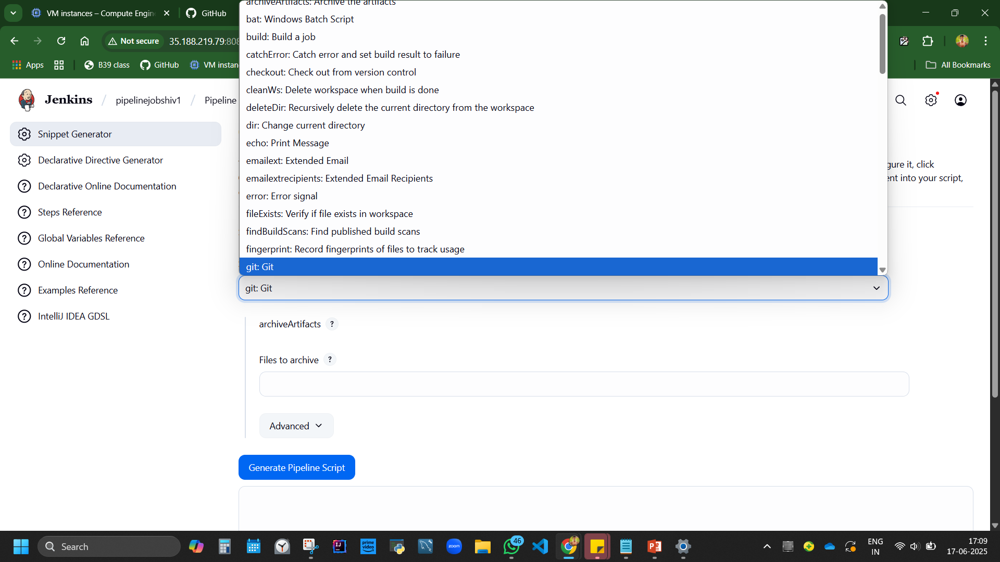 VM instances – Compute Engin
GitHub
Not secure
35.188.219.79:808
Apps
B39 class
GitHub
VM instan
All Bookmarks
Jenkins / pipelinejobshiv1 / Pipeline
Snippet Generator
Declarative Directive Generator
Declarative Online Documentation
Steps Reference
Global Variables Reference
Online Documentation
Examples Reference
IntelliJ IDEA GDSL
archiveArtifacts: Archive the artifacts
bat: Windows Batch Script
build: Build a job
catchError: Catch error and set build result to failure
checkout: Check out from version control
cleanWs: Delete workspace when build is done
deleteDir: Recursively delete the current directory from the workspace
dir: Change current directory
echo: Print Message
emailext: Extended Email
emailextrecipients: Extended Email Recipients
error: Error signal
fileExists: Verify if file exists in workspace
findBuildScans: Find published build scans
fingerprint: Record fingerprints of files to track usage
git: Git
gure it, click
ent into your script,
git: Git
archiveArtifacts ?
Files to archive ?
Advanced
Generate Pipeline Script
Search
IJ
prime video
zoom
46
ENG
IN
17:09
17-06-2025